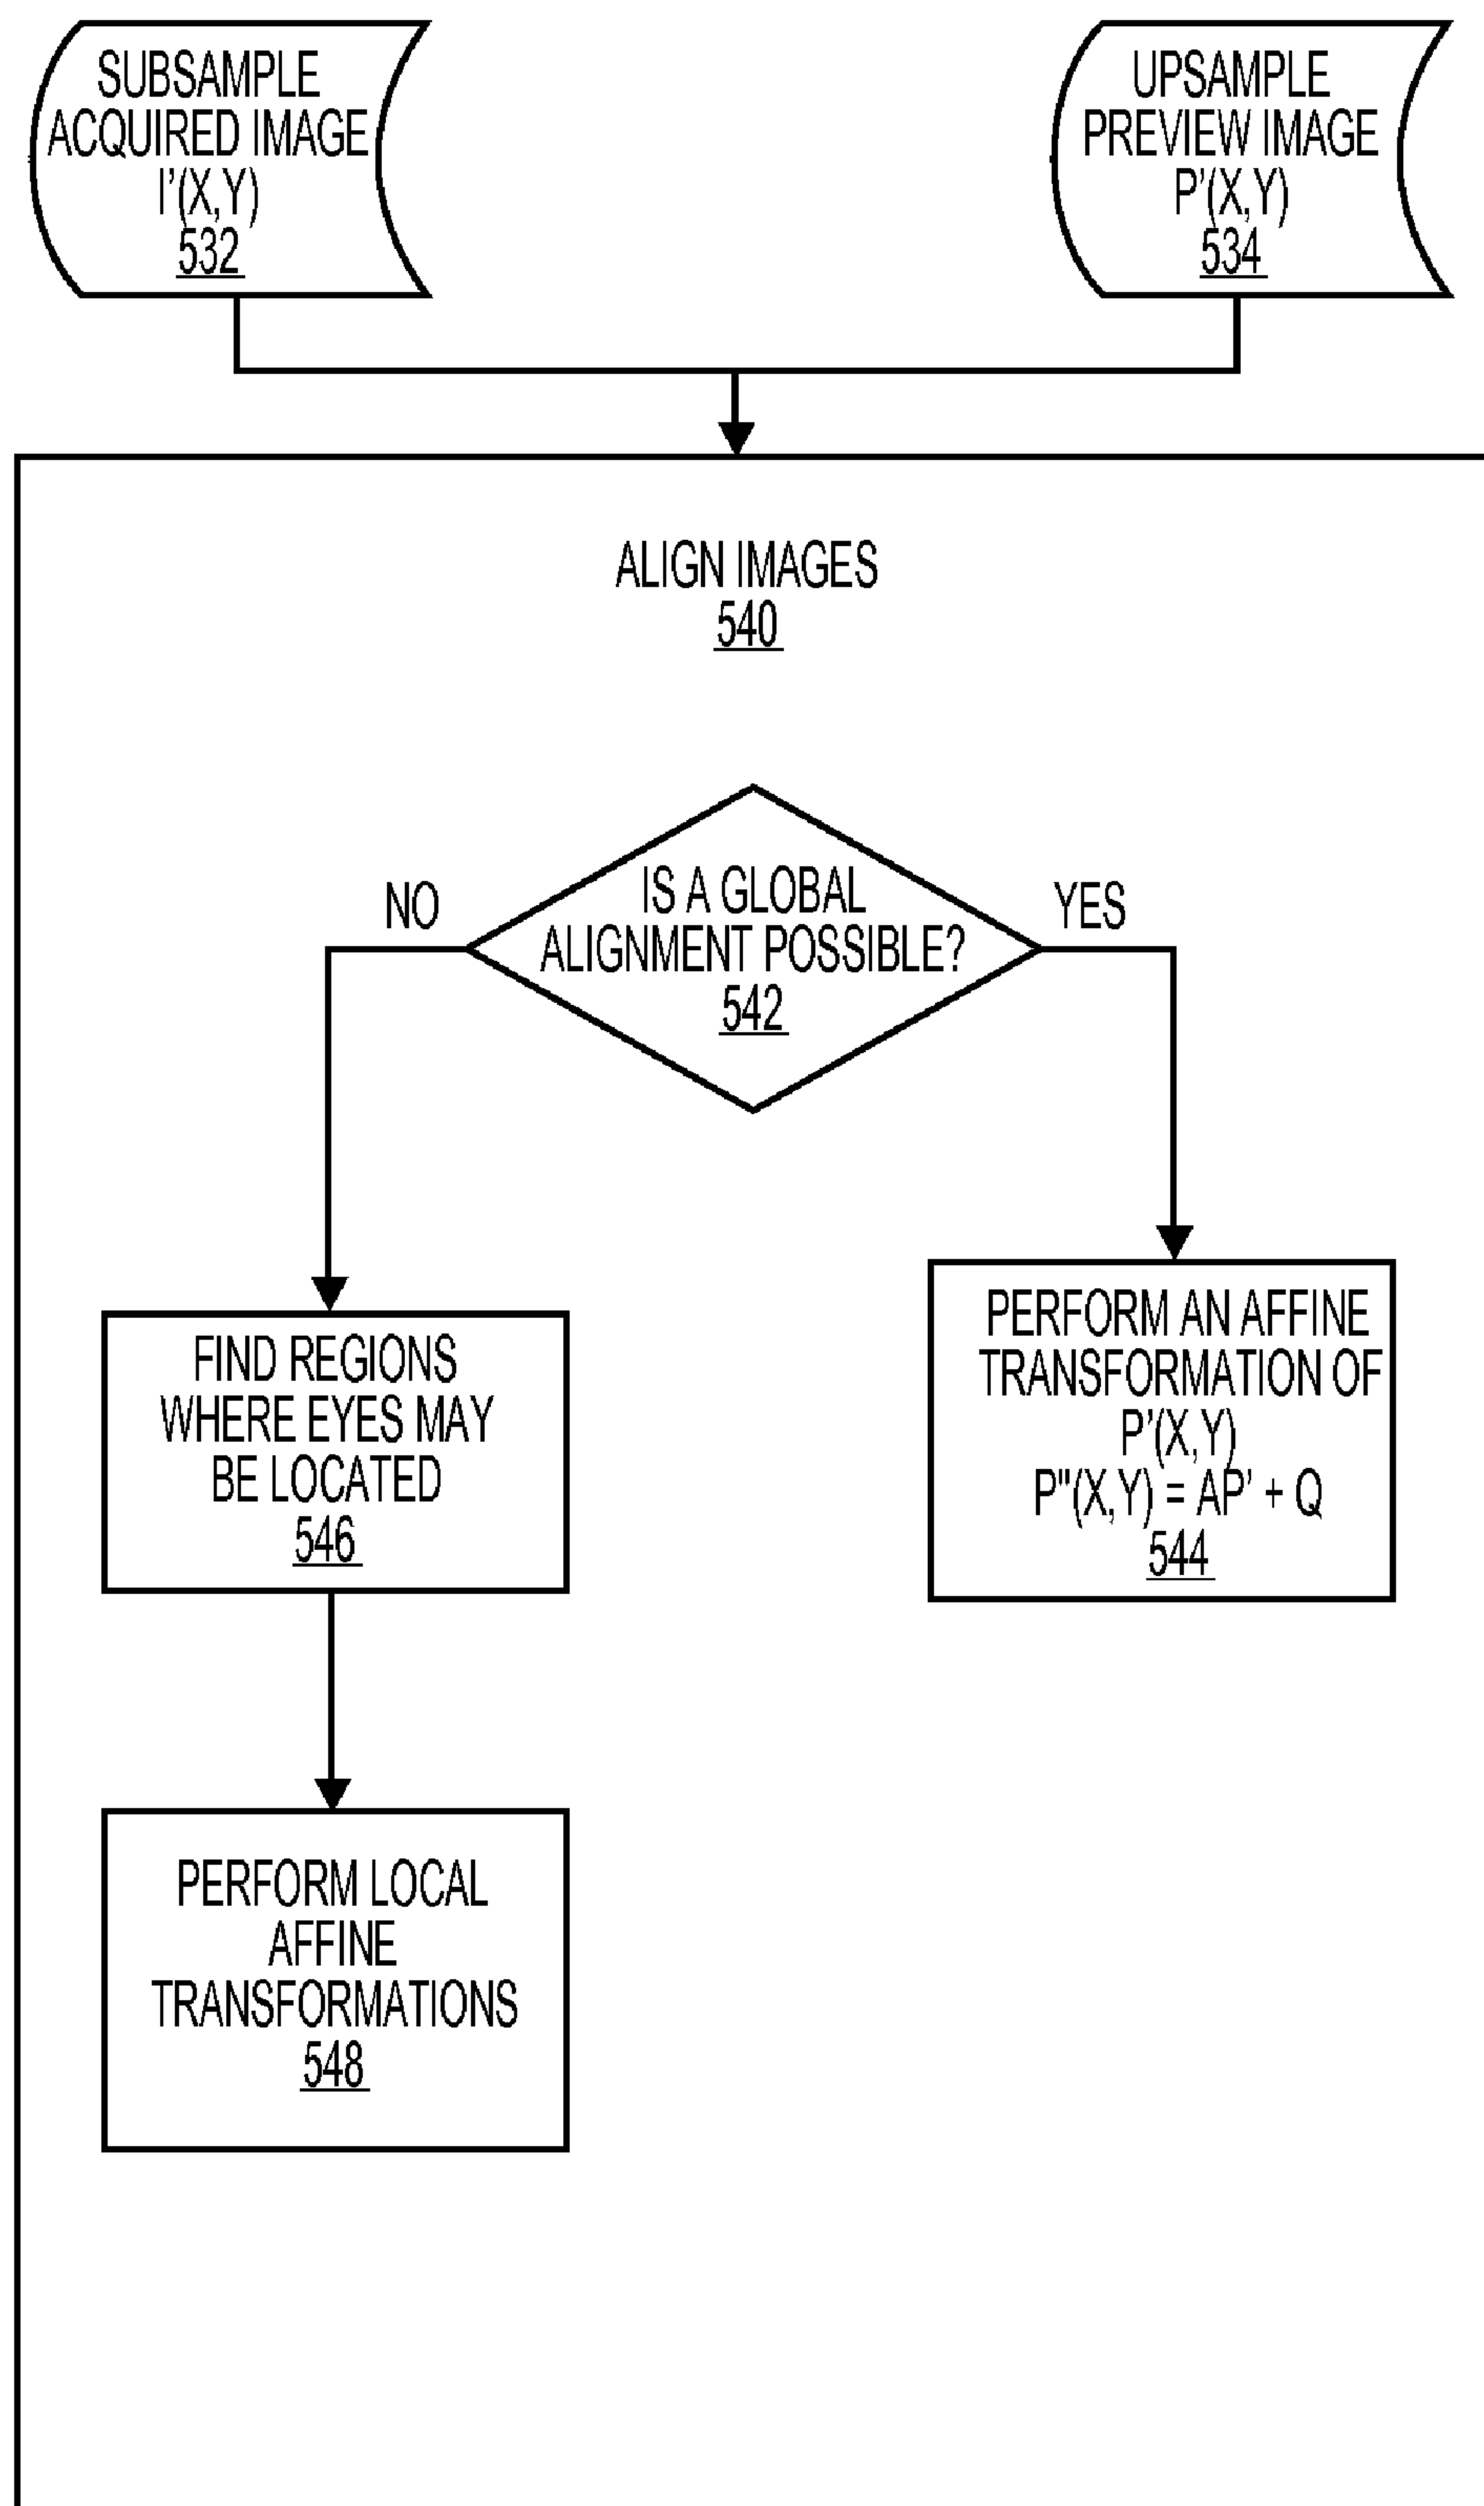 SUBSAMPLE
ACQUIRED IMAGE
I'(X,Y)
532
UPSAMPLE
PREVIEW IMAGE
P'(X,Y)
534
ALIGN IMAGES
540
IS A GLOBAL
ALIGNMENT POSSIBLE?
542
NO
YES
FIND REGIONS
WHERE EYES MAY
BE LOCATED
546
PERFORM AN AFFINE
TRANSFORMATION OF
P'(X,Y)
P"(X,Y) = AP' + Q
544
PERFORM LOCAL
AFFINE
TRANSFORMATIONS
548